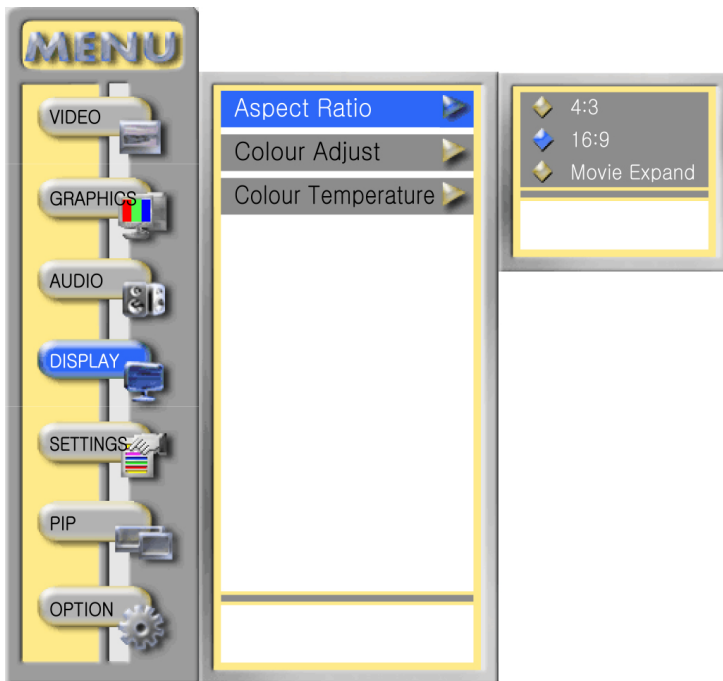 MENU
VIDEO
GRAPHICS
AUDIO
DISPLAY
SETTINGS
PIP
OPTION
Aspect Ratio
Colour Adjust
Colour Temperature
4:3
16:9
Movie Expand